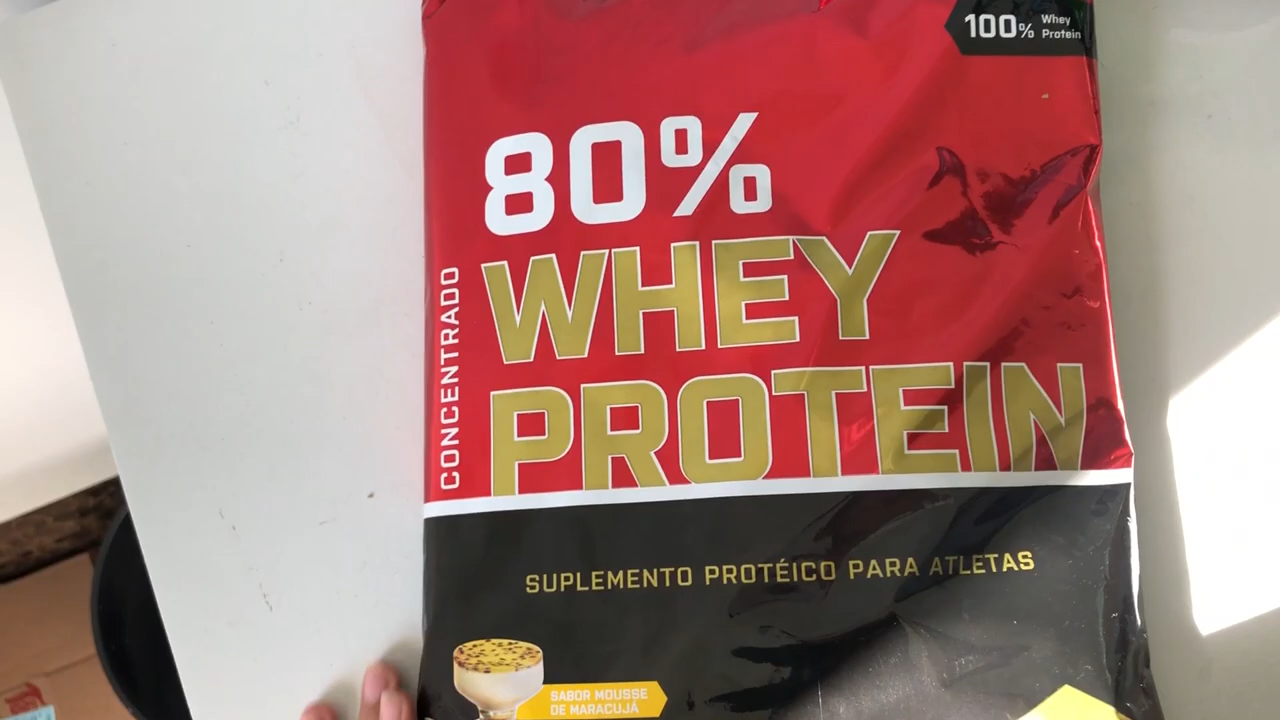 100% Whey
Protein
80%
WHEY
PROTEIN
CONCENTRADO
SUPLEMENTO PROTÉICO PARA ATLETAS
SABOR MOUSSE
DE MARACUJÁ